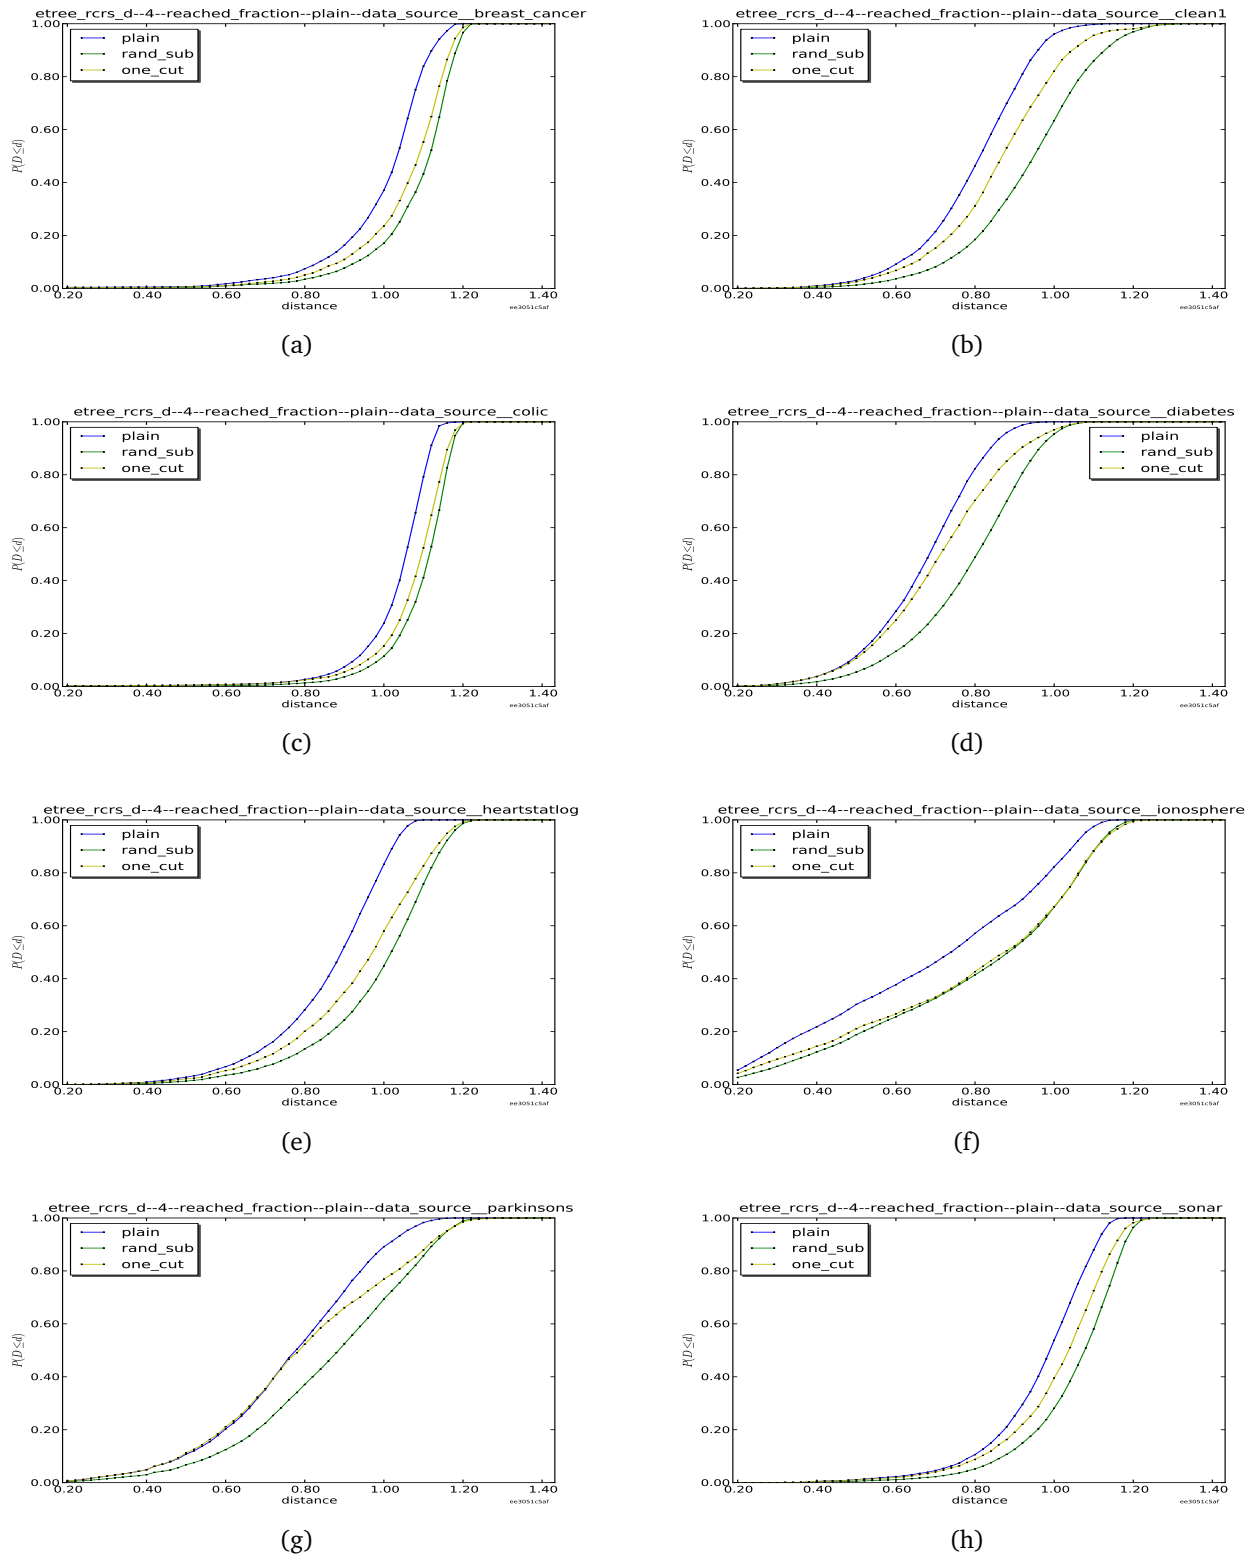 etree_rcrs_d--4--reached_fraction--plain--data_source__breast_cancer
1.00
0.80
0.60
0.40
0.20
0.00
P(D≤d)
plain
rand_sub
one_cut
0.20 0.40 0.60 0.80 1.00 1.20 1.40
distance
ee3051c5af
(a)
etree_rcrs_d--4--reached_fraction--plain--data_source__clean1
1.00
0.80
0.60
0.40
0.20
0.00
P(D≤d)
plain
rand_sub
one_cut
0.20 0.40 0.60 0.80 1.00 1.20 1.40
distance
ee3051c5af
(b)
etree_rcrs_d--4--reached_fraction--plain--data_source__colic
1.00
0.80
0.60
0.40
0.20
0.00
P(D≤d)
plain
rand_sub
one_cut
0.20 0.40 0.60 0.80 1.00 1.20 1.40
distance
ee3051c5af
(c)
etree_rcrs_d--4--reached_fraction--plain--data_source__diabetes
1.00
0.80
0.60
0.40
0.20
0.00
P(D≤d)
plain
rand_sub
one_cut
0.20 0.40 0.60 0.80 1.00 1.20 1.40
distance
ee3051c5af
(d)
etree_rcrs_d--4--reached_fraction--plain--data_source__heartstatlog
1.00
0.80
0.60
0.40
0.20
0.00
P(D≤d)
plain
rand_sub
one_cut
0.20 0.40 0.60 0.80 1.00 1.20 1.40
distance
ee3051c5af
(e)
etree_rcrs_d--4--reached_fraction--plain--data_source__ionosphere
1.00
0.80
0.60
0.40
0.20
0.00
P(D≤d)
plain
rand_sub
one_cut
0.20 0.40 0.60 0.80 1.00 1.20 1.40
distance
ee3051c5af
(f)
etree_rcrs_d--4--reached_fraction--plain--data_source__parkinsons
1.00
0.80
0.60
0.40
0.20
0.00
P(D≤d)
plain
rand_sub
one_cut
0.20 0.40 0.60 0.80 1.00 1.20 1.40
distance
ee3051c5af
(g)
etree_rcrs_d--4--reached_fraction--plain--data_source__sonar
1.00
0.80
0.60
0.40
0.20
0.00
P(D≤d)
plain
rand_sub
one_cut
0.20 0.40 0.60 0.80 1.00 1.20 1.40
distance
ee3051c5af
(h)